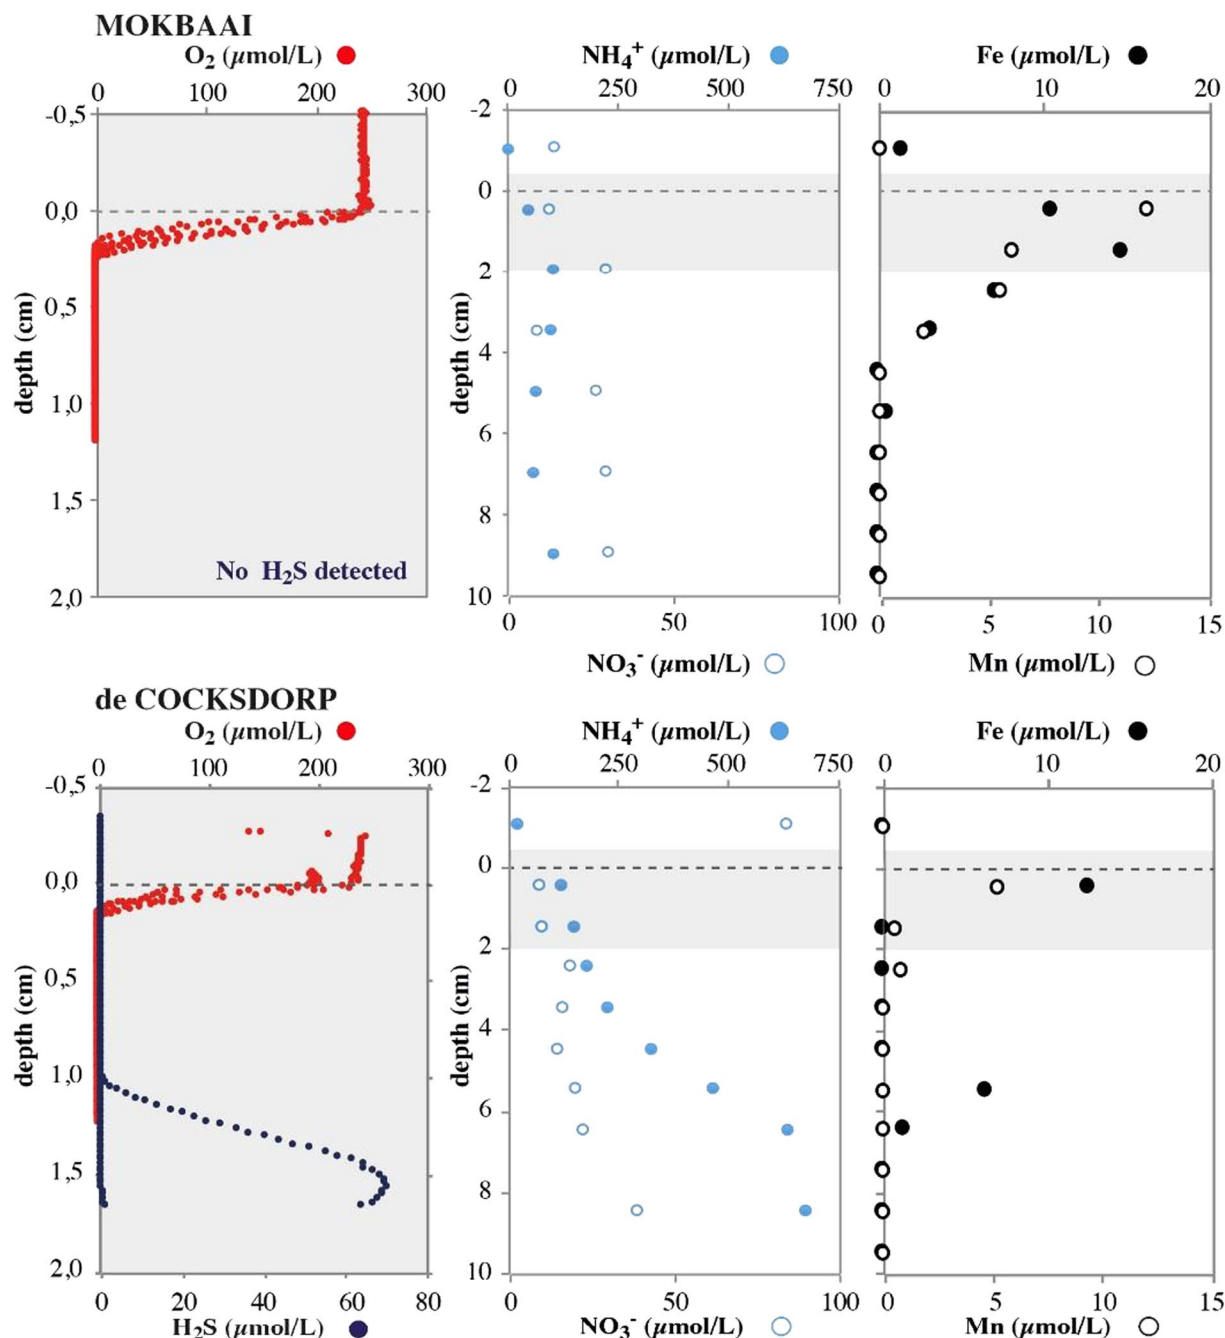 MOKBAAI
O₂ (µmol/L)
NH₄⁺ (µmol/L)
Fe (µmol/L)
0 100 200 300
0 250 500 750
0 10 20
-0,5
0,0
0,5
1,0
1,5
2,0
depth (cm)
No H₂S detected
-2
0
2
4
6
8
10
depth (cm)
0 50 100
0 5 10 15
NO₃⁻ (µmol/L)
Mn (µmol/L)
de COCKSDORP
O₂ (µmol/L)
NH₄⁺ (µmol/L)
Fe (µmol/L)
0 100 200 300
0 250 500 750
0 10 20
-0,5
0,0
0,5
1,0
1,5
2,0
depth (cm)
-2
0
2
4
6
8
10
depth (cm)
0 20 40 60 80
0 50 100
0 5 10 15
H₂S (µmol/L)
NO₃⁻ (µmol/L)
Mn (µmol/L)